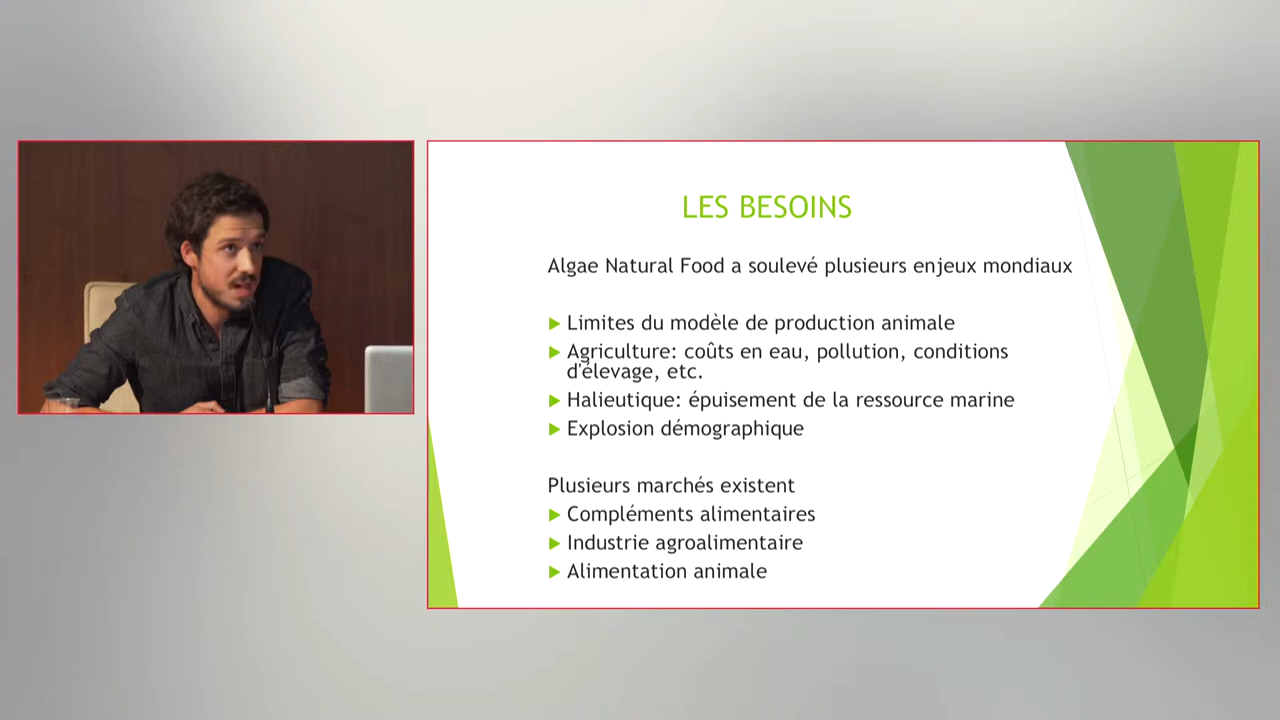 LES BESOINS
Algae Natural Food a soulevé plusieurs enjeux mondiaux
Limites du modèle de production animale
Agriculture: coûts en eau, pollution, conditions
d'élevage, etc.
Halieutique: épuisement de la ressource marine
Explosion démographique
Plusieurs marchés existent
Compléments alimentaires
Industrie agroalimentaire
Alimentation animale